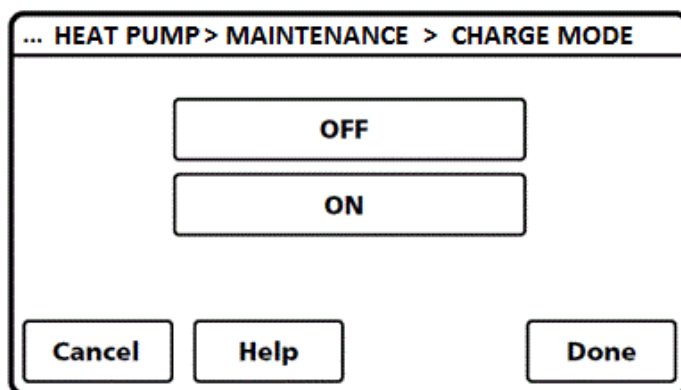 ... HEAT PUMP > MAINTENANCE > CHARGE MODE
OFF
ON
Cancel Help Done